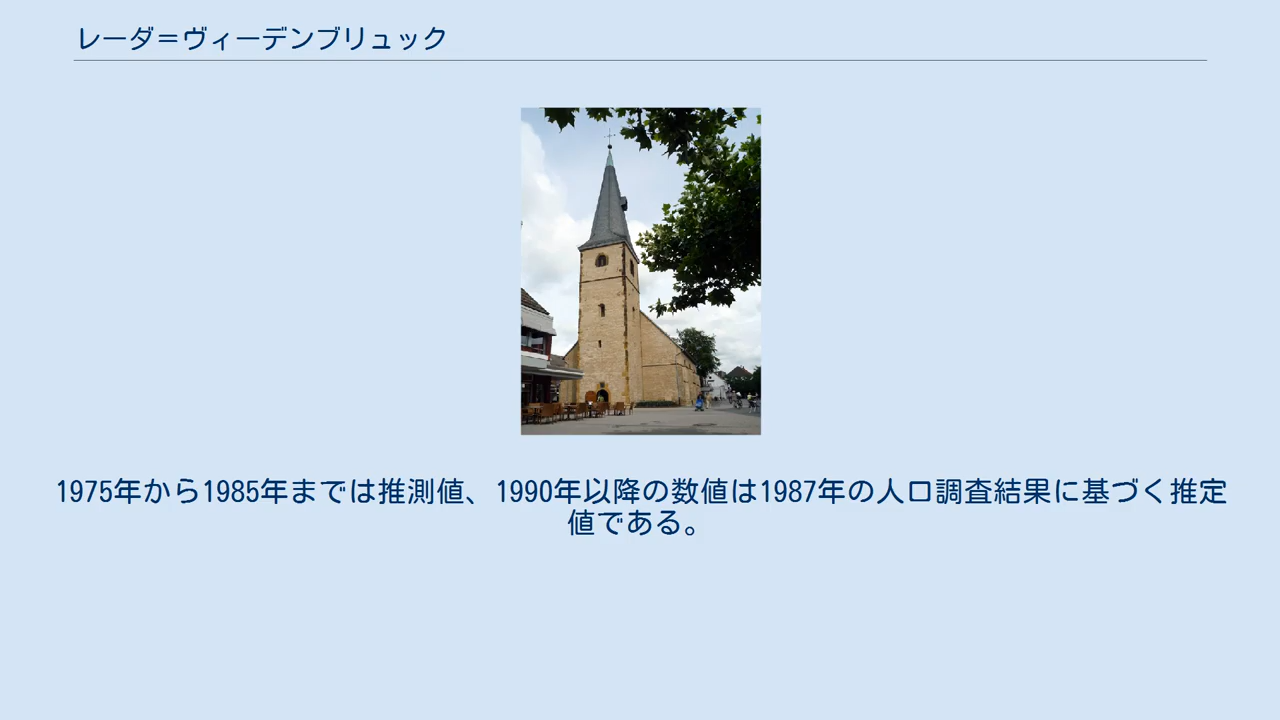 レーダ＝ヴィーデンブリュック
1975年から1985年までは推測値、1990年以降の数値は1987年の人口調査結果に基づく推定
値である。